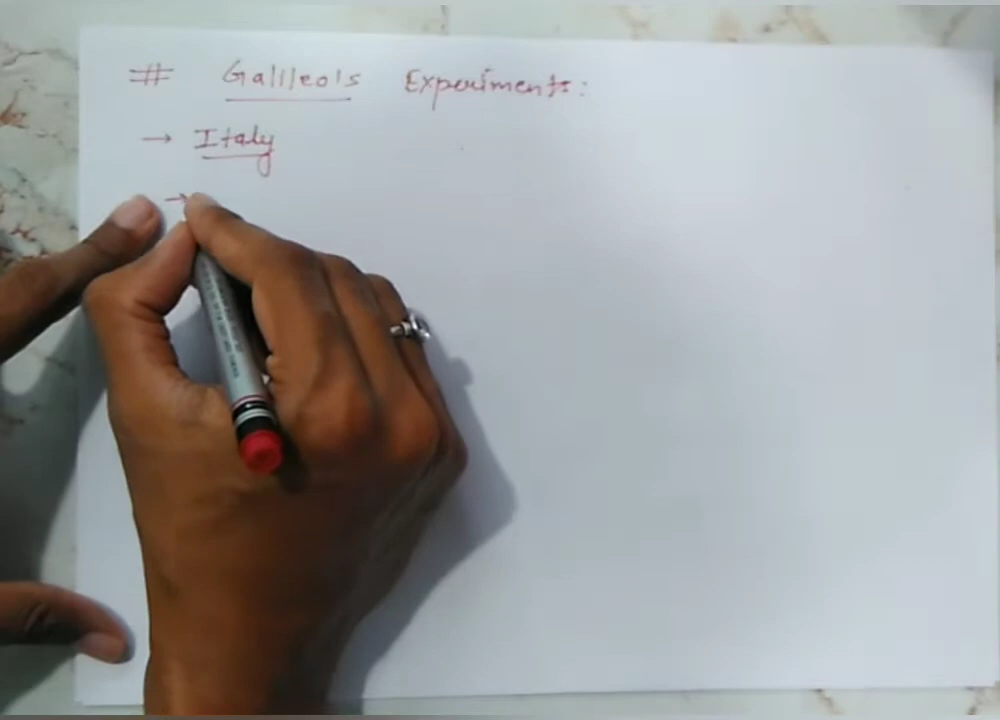 # Galileo's Experiments:
→ Italy
→